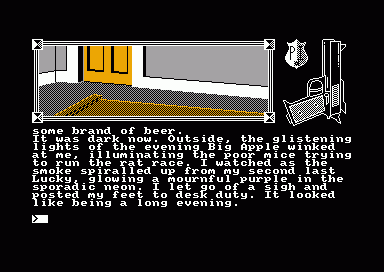 P
some brand of beer.
It was dark now. Outside, the glistening
lights of the evening Big Apple winked
at me, illuminating the poor mice trying
to run the rat race. I watched as the
smoke spiralled up from my second last
Lucky, glowing a mournful purple in the
sporadic neon. I let go of a sigh and
posted my feet to desk duty. It looked
like being a long evening.
>